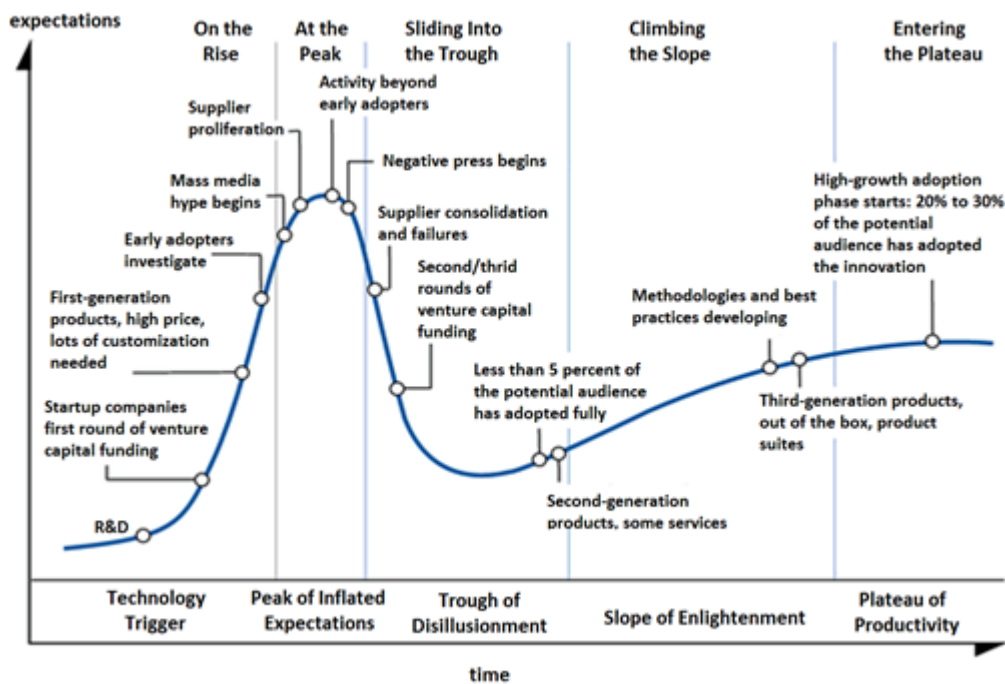 expectations
On the
Rise
At the
Peak
Sliding Into
the Trough
Climbing
the Slope
Entering
the Plateau
Activity beyond
early adopters
Supplier
proliferation
Negative press begins
Mass media
hype begins
High-growth adoption
phase starts: 20% to 30%
of the potential
audience has adopted
the innovation
Supplier consolidation
and failures
Early adopters
investigate
Second/thrid
rounds of
venture capital
funding
First-generation
products, high price,
lots of customization
needed
Methodologies and best
practices developing
Less than 5 percent of
the potential audience
has adopted fully
Startup companies
first round of venture
capital funding
Third-generation products,
out of the box, product
suites
Second-generation
products, some services
R&D
Technology
Trigger
Peak of Inflated
Expectations
Trough of
Disillusionment
Slope of Enlightenment
Plateau of
Productivity
time